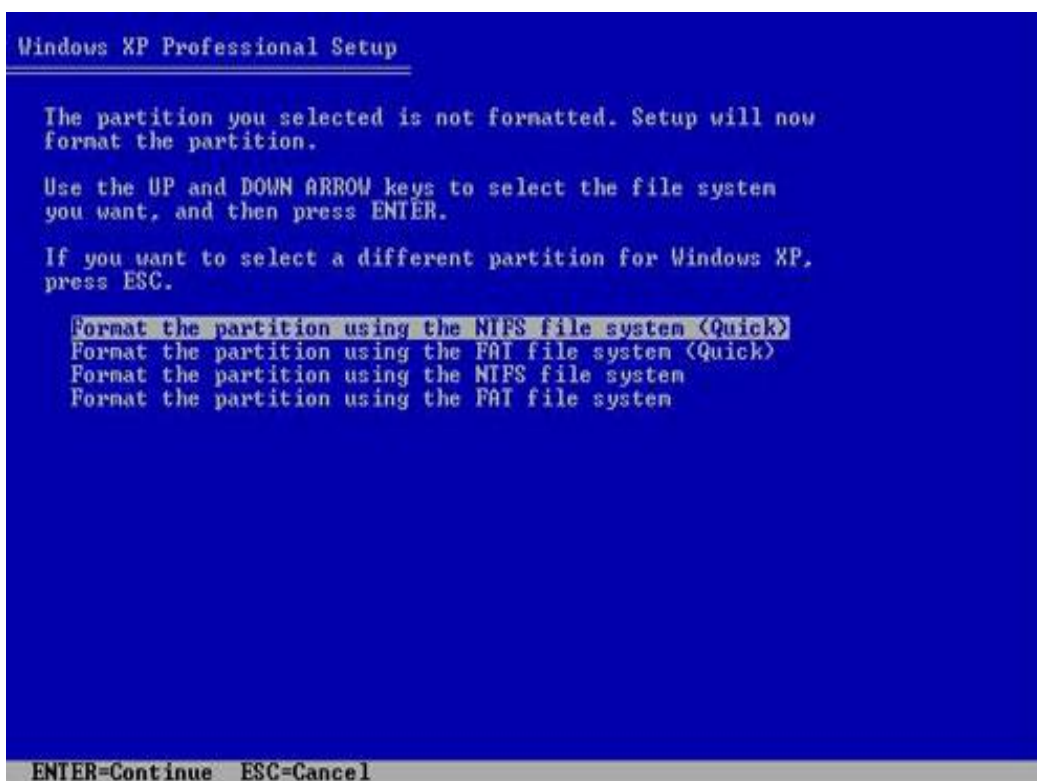 Windows XP Professional Setup
The partition you selected is not formatted. Setup will now
format the partition.
Use the UP and DOWN ARROW keys to select the file system
you want, and then press ENTER.
If you want to select a different partition for Windows XP,
press ESC.
Format the partition using the NTFS file system (Quick)
Format the partition using the FAT file system (Quick)
Format the partition using the NTFS file system
Format the partition using the FAT file system
ENTER=Continue ESC=Cancel